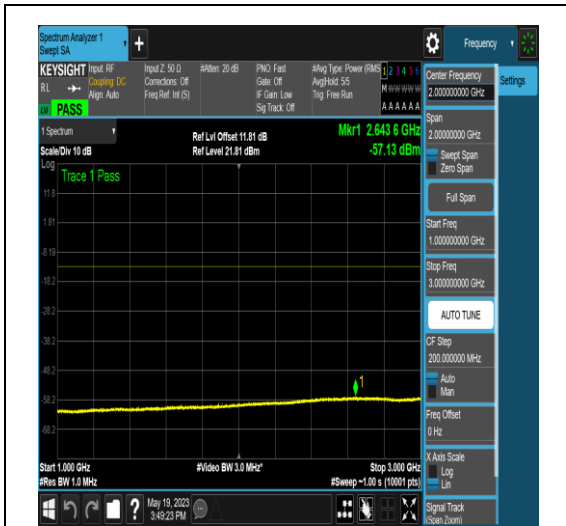 Spectrum Analyzer 1
Swept SA
+
Frequency
KEYSIGHT
RL
PASS
Input: RF
Coupling: DC
Align: Auto
Input Z: 50 Ω
Corrections: Off
Freq Ref: Int (S)
#Atten: 20 dB
PNO: Fast
Gate: Off
IF Gain: Low
Sig Track: Off
#Avg Type: Power (RMS
Avg|Hold: 5/5
Trig: Free Run
1 2 3 4 5 6
M W W W W W
A A A A A A
1 Spectrum
Scale/Div 10 dB
Ref Lvl Offset 11.81 dB
Ref Level 21.81 dBm
Mkr1 2.643 6 GHz
-57.13 dBm
Log
Trace 1 Pass
11.8
1.81
-8.19
-18.2
-28.2
-38.2
-48.2
-58.2
-68.2
1
Start 1.000 GHz
#Res BW 1.0 MHz
#Video BW 3.0 MHz*
Stop 3.000 GHz
#Sweep ~1.00 s (10001 pts)
Center Frequency
2.000000000 GHz
Settings
Span
2.00000000 GHz
Swept Span
Zero Span
Full Span
Start Freq
1.000000000 GHz
Stop Freq
3.000000000 GHz
AUTO TUNE
CF Step
200.000000 MHz
Auto
Man
Freq Offset
0 Hz
X Axis Scale
Log
Lin
Signal Track
(Span Zoom)
?
May 19, 2023
3:49:23 PM